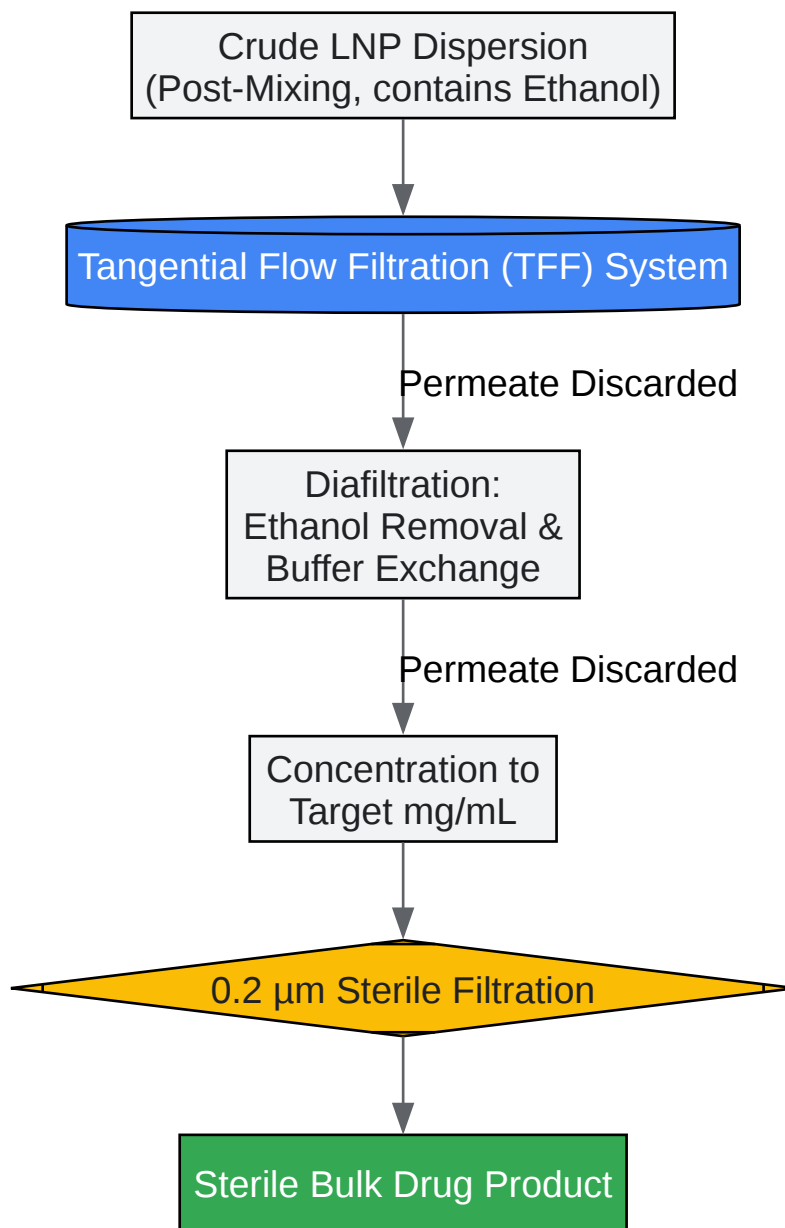 Crude LNP Dispersion
(Post-Mixing, contains Ethanol)
Tangential Flow Filtration (TFF) System
Permeate Discarded
Diafiltration:
Ethanol Removal &
Buffer Exchange
Permeate Discarded
Concentration to
Target mg/mL
0.2 µm Sterile Filtration
Sterile Bulk Drug Product